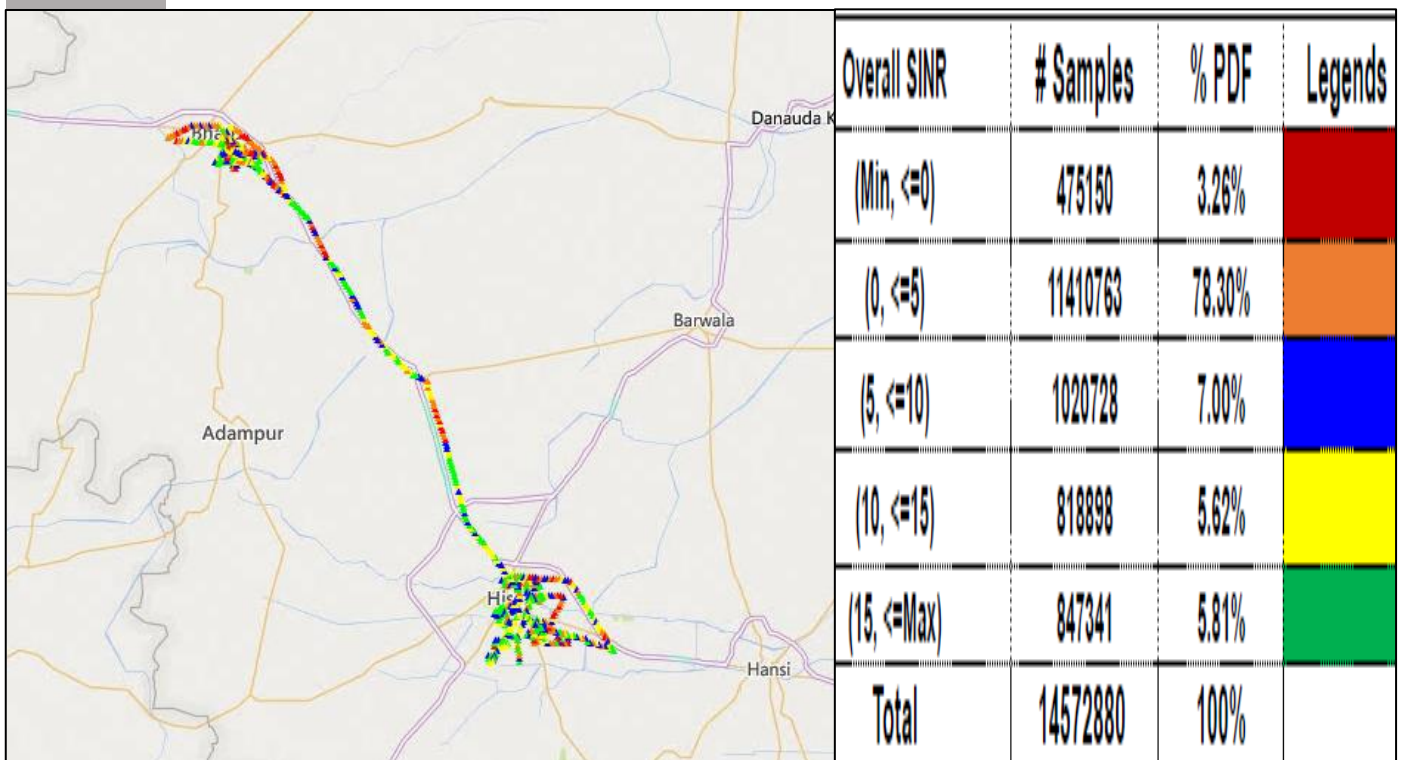 Danauda K
Barwala
Adampur
Hansi
Overall SINR # Samples % PDF Legends
(Min, <=0) 475150 3.26%
(0, <=5) 11410763 78.30%
(5, <=10) 1020728 7.00%
(10, <=15) 818898 5.62%
(15, <=Max) 847341 5.81%
Total 14572880 100%